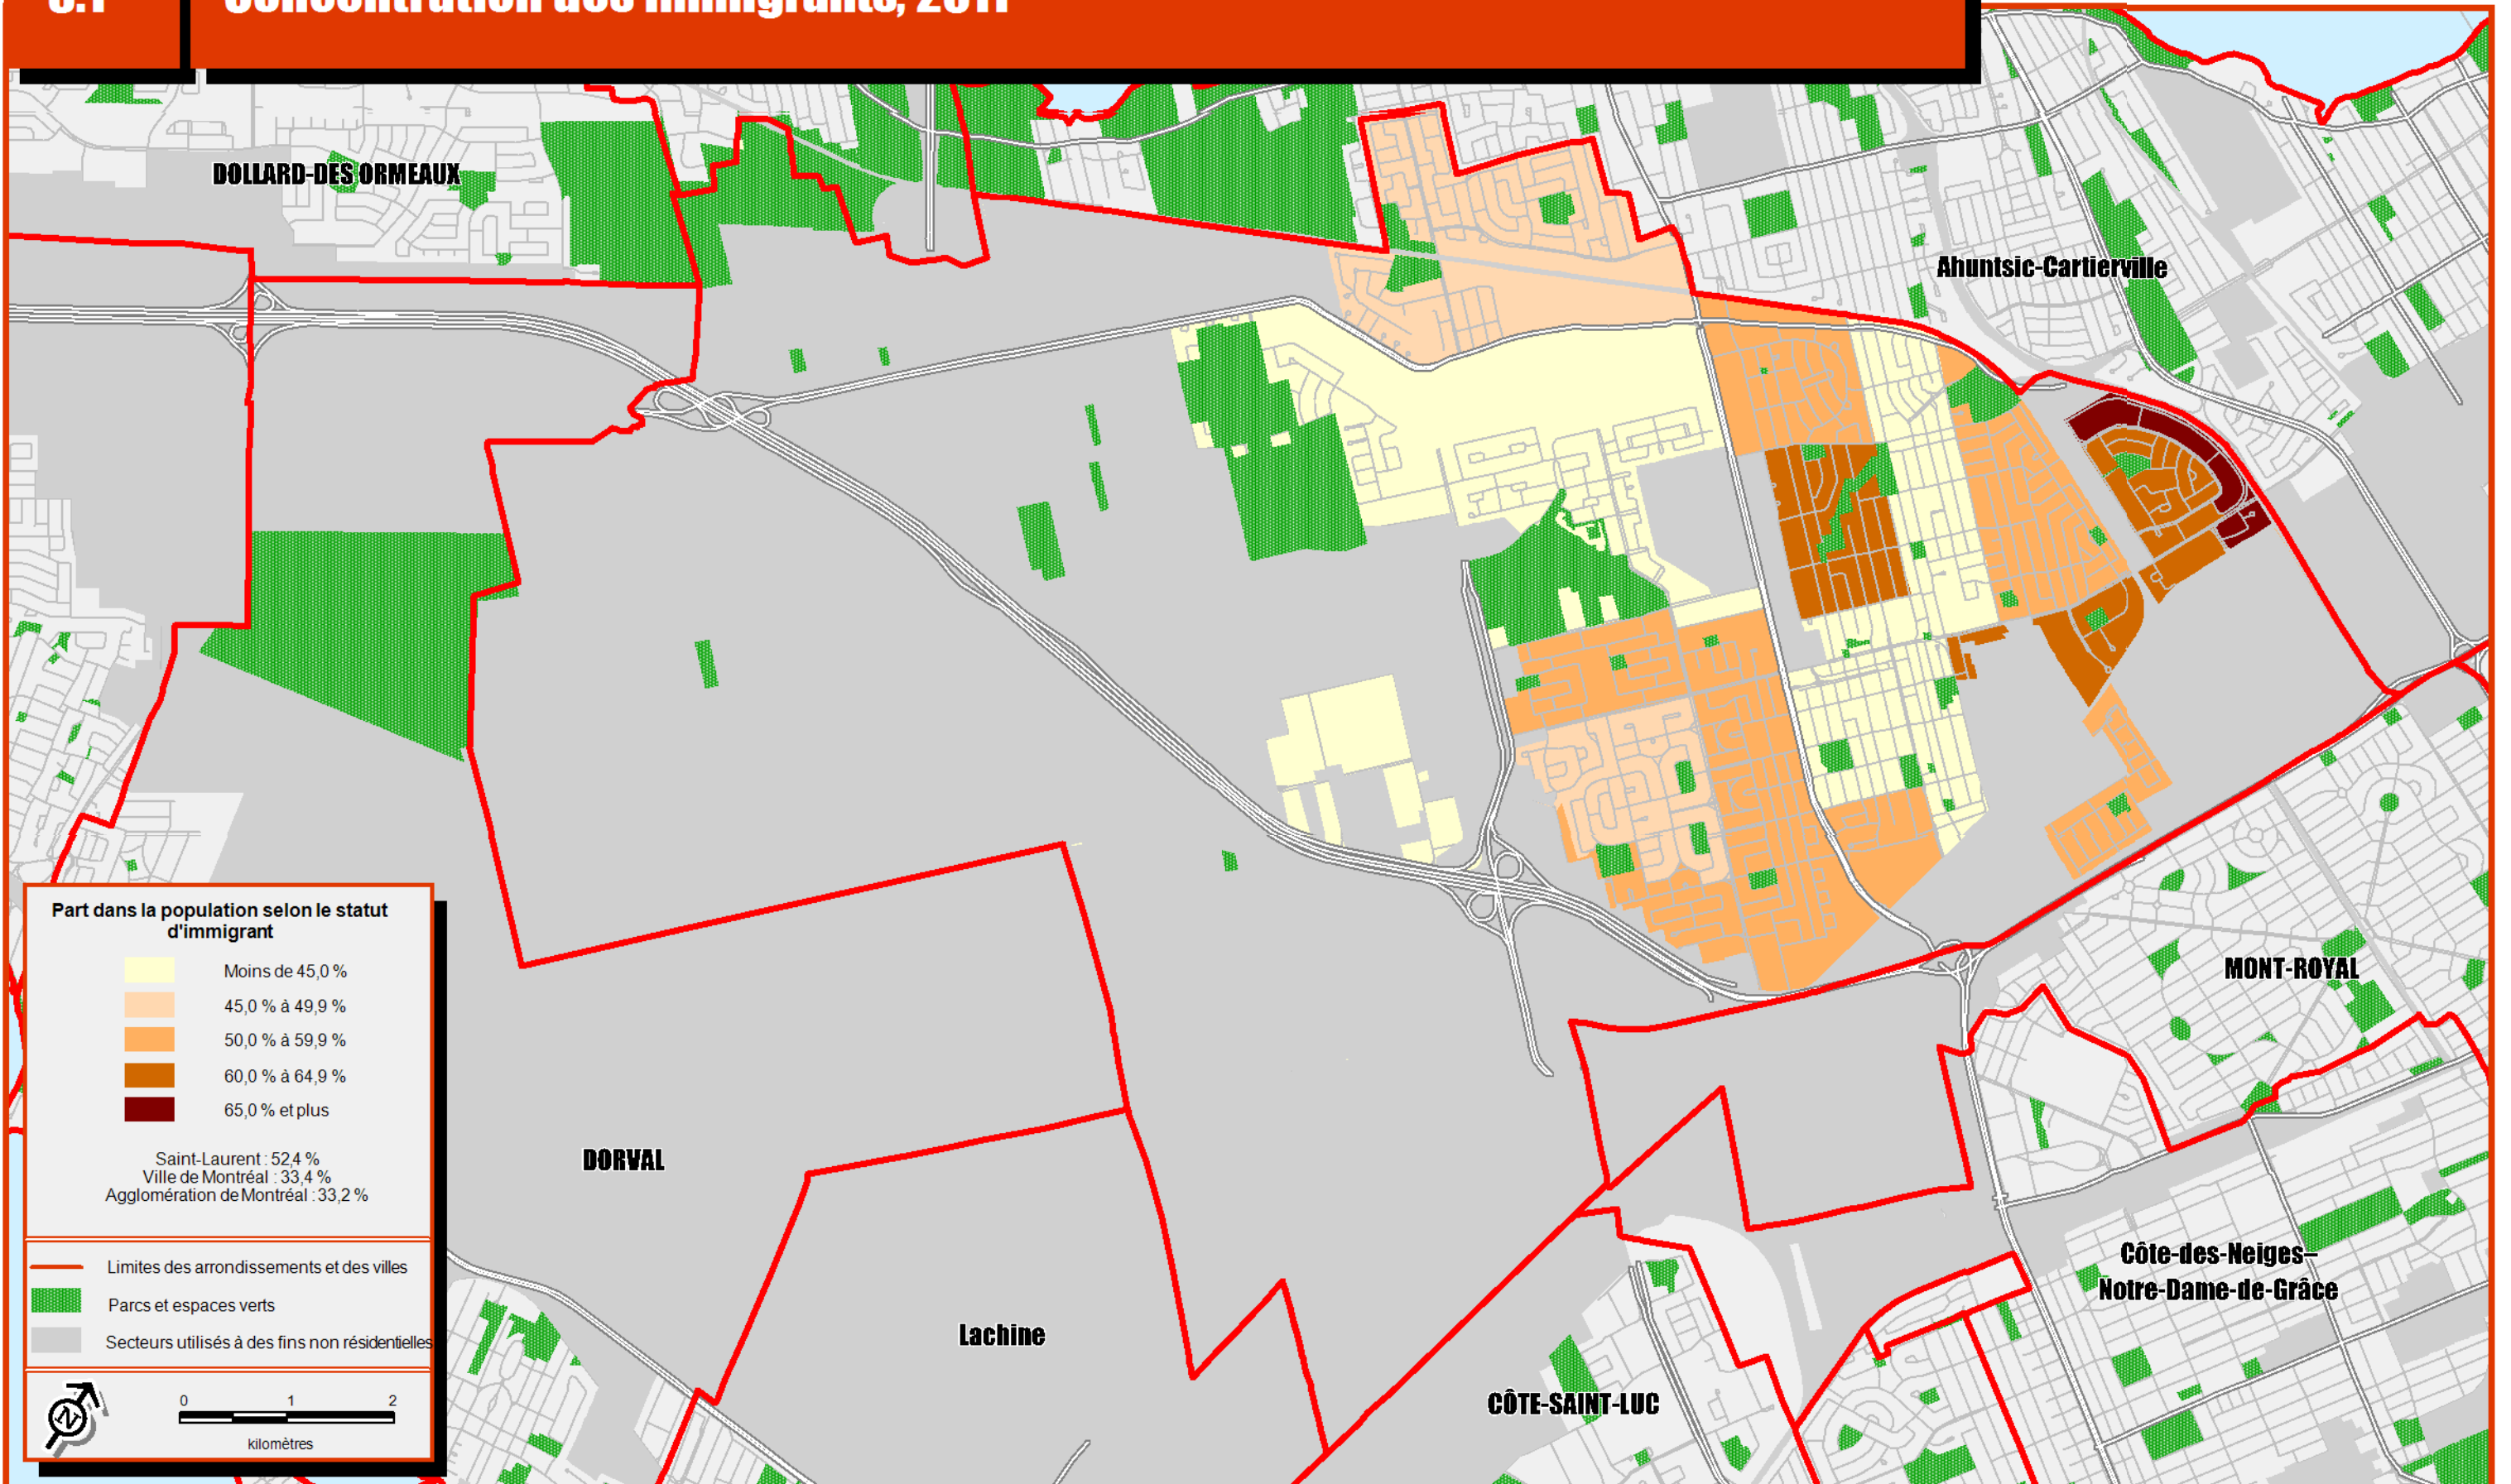 Concentration des immigrants, 2011
DOLLARD-DES ORMEAUX
Ahuntsic-Cartierville
MONT-ROYAL
DORVAL
Lachine
CÔTE-SAINT-LUC
Côte-des-Neiges–
Notre-Dame-de-Grâce
Part dans la population selon le statut
d'immigrant
Moins de 45,0 %
45,0 % à 49,9 %
50,0 % à 59,9 %
60,0 % à 64,9 %
65,0 % et plus
Saint-Laurent : 52,4 %
Ville de Montréal : 33,4 %
Agglomération de Montréal : 33,2 %
Limites des arrondissements et des villes
Parcs et espaces verts
Secteurs utilisés à des fins non résidentielles
N
0 1 2
kilomètres